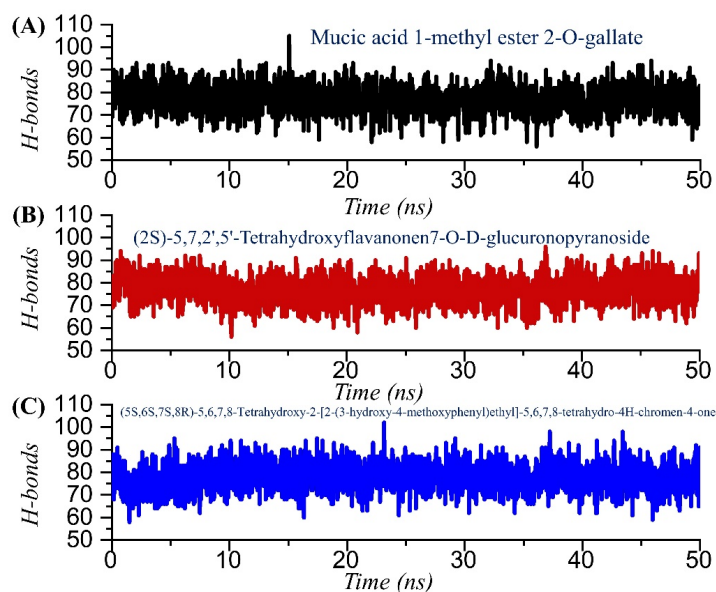 (A)
Mucic acid 1-methyl ester 2-O-gallate
H-bonds
110
100
90
80
70
60
50
0 10 20 30 40 50
Time (ns)
(B)
(2S)-5,7,2',5'-Tetrahydroxyflavanonen7-O-D-glucuronopyranoside
H-bonds
110
100
90
80
70
60
50
0 10 20 30 40 50
Time (ns)
(C)
(5S,6S,7S,8R)-5,6,7,8-Tetrahydroxy-2-[2-(3-hydroxy-4-methoxyphenyl)ethyl]-5,6,7,8-tetrahydro-4H-chromen-4-one
H-bonds
110
100
90
80
70
60
50
0 10 20 30 40 50
Time (ns)